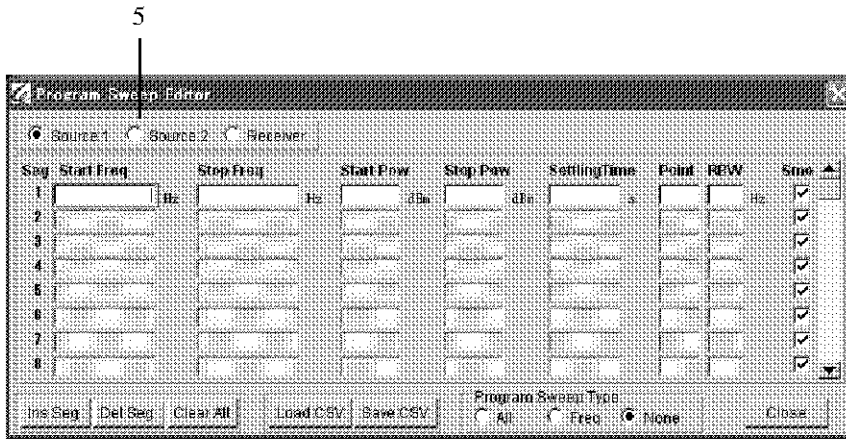 5
Program Sweep Editor
Source 1 Source 2 Receiver
Seg Start Freq Stop Freq Start Pow Stop Pow SettlingTime Point RBW Smo
1 Hz Hz dBm dBm s Hz
2
3
4
5
6
7
8
Program Sweep Type
Ins Seg Del Seg Clear All Load CSV Save CSV All Freq None Close